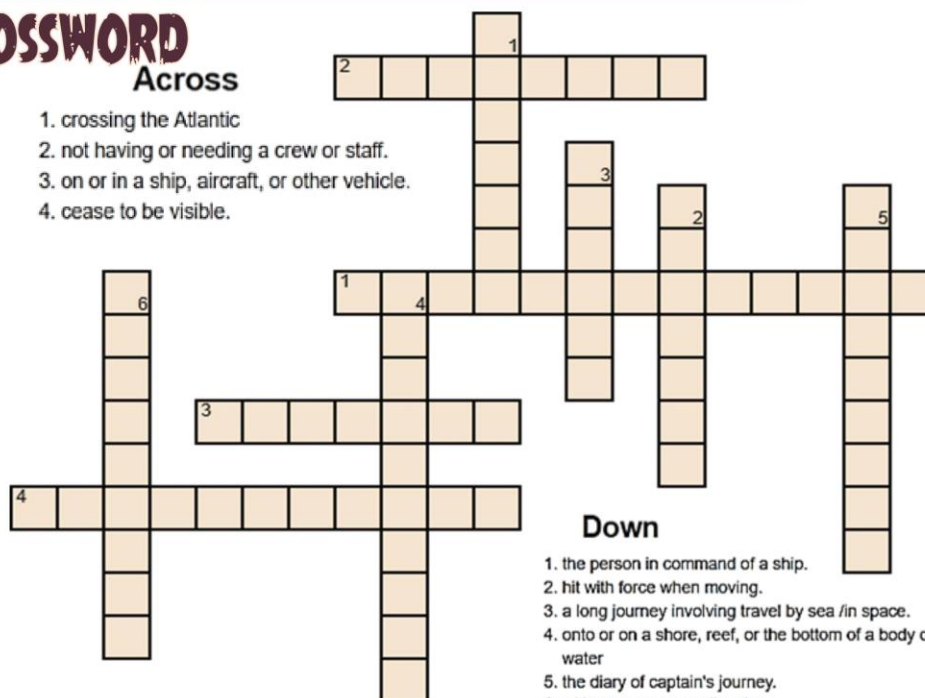 OSSWORD
Across
1. crossing the Atlantic
2. not having or needing a crew or staff.
3. on or in a ship, aircraft, or other vehicle.
4. cease to be visible.
1
2
3
2
5
6
1
4
3
4
Down
1. the person in command of a ship.
2. hit with force when moving.
3. a long journey involving travel by sea /in space.
4. onto or on a shore, reef, or the bottom of a body
water
5. the diary of captain's journey.